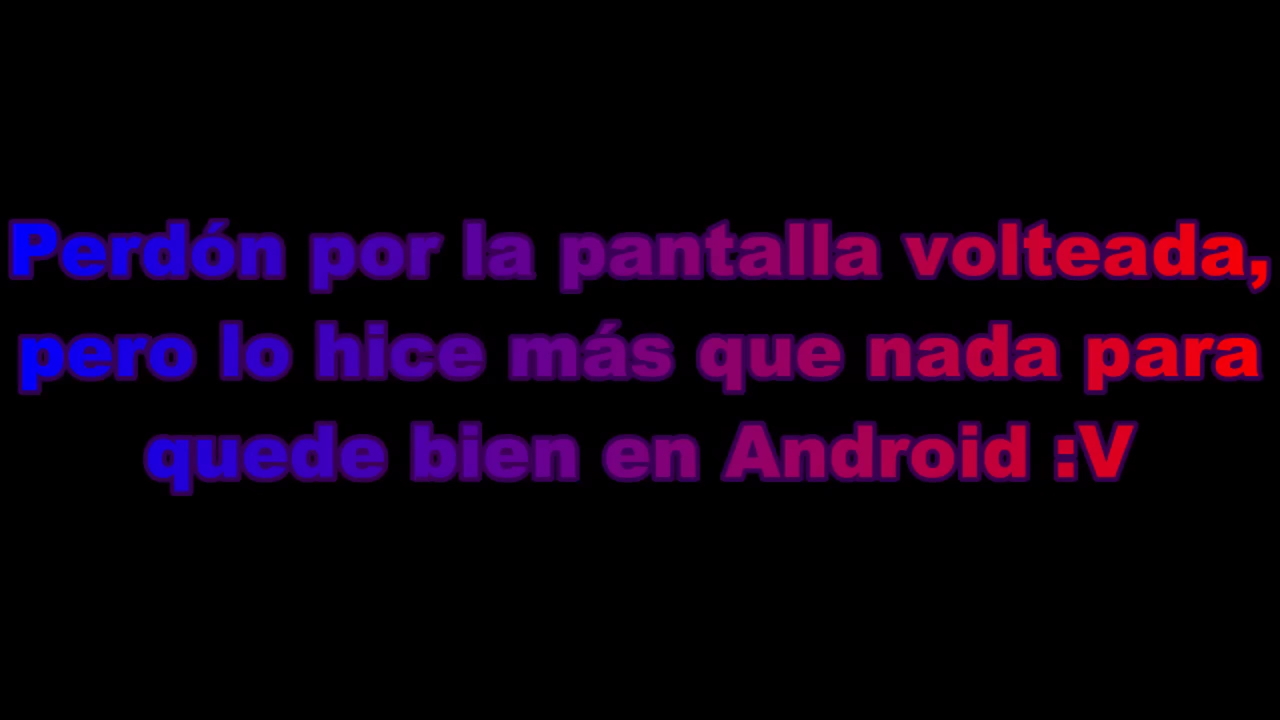 Perdón por la pantalla volteada,
pero lo hice más que nada para
quede bien en Android :V